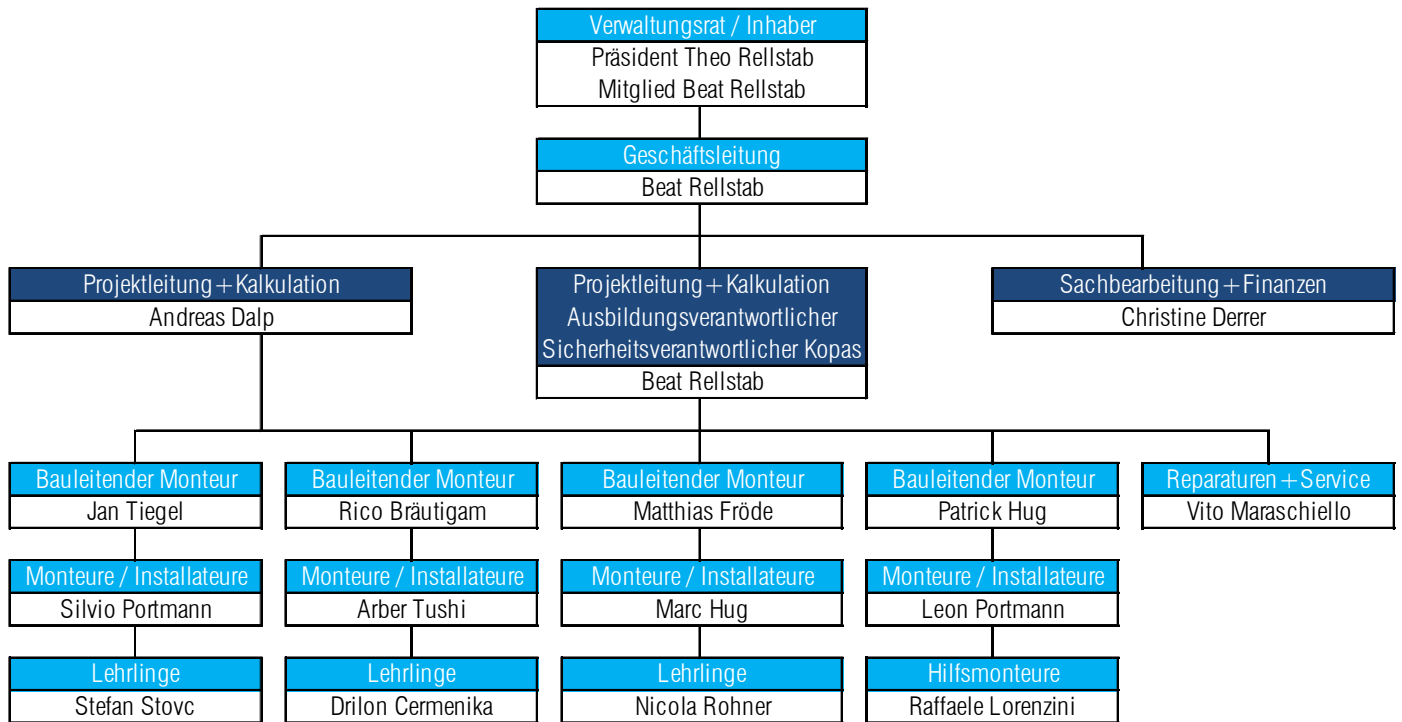 Verwaltungsrat / Inhaber
Präsident Theo Rellstab
Mitglied Beat Rellstab
Geschäftsleitung
Beat Rellstab
Projektleitung+Kalkulation
Andreas Dalp
Projektleitung+Kalkulation
Ausbildungsverantwortlicher
Sicherheitsverantwortlicher Kopas
Beat Rellstab
Sachbearbeitung+Finanzen
Christine Derrer
Bauleitender Monteur
Jan Tiegel
Bauleitender Monteur
Rico Bräutigam
Bauleitender Monteur
Matthias Fröde
Bauleitender Monteur
Patrick Hug
Reparaturen+Service
Vito Maraschiello
Monteure / Installateure
Silvio Portmann
Monteure / Installateure
Arber Tushi
Monteure / Installateure
Marc Hug
Monteure / Installateure
Leon Portmann
Lehrlinge
Stefan Stovc
Lehrlinge
Drilon Cermenika
Lehrlinge
Nicola Rohner
Hilfsmonteure
Raffaele Lorenzini